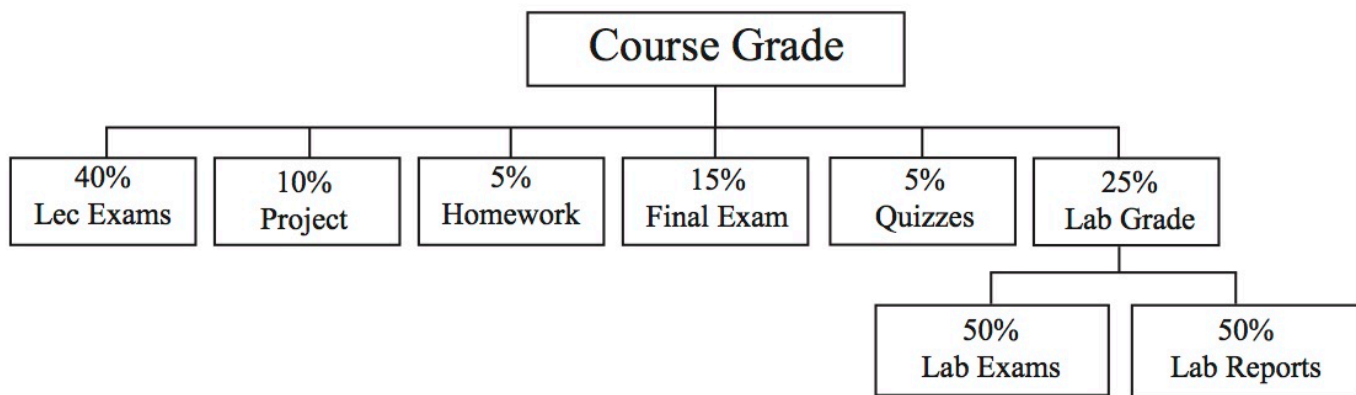 Course Grade
40%
Lec Exams
10%
Project
5%
Homework
15%
Final Exam
5%
Quizzes
25%
Lab Grade
50%
Lab Exams
50%
Lab Reports